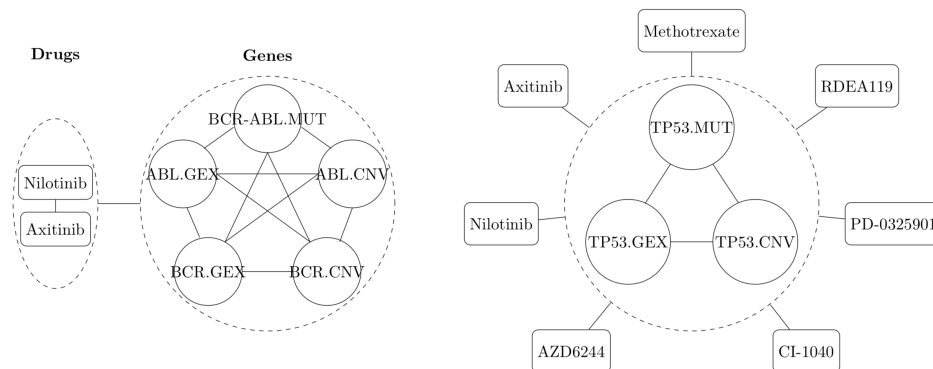 Drugs
Genes
Nilotinib
Axitinib
BCR-ABL.MUT
ABL.GEX
ABL.CNV
BCR.GEX
BCR.CNV
Methotrexate
Axitinib
RDEA119
TP53.MUT
Nilotinib
PD-0325901
TP53.GEX
TP53.CNV
AZD6244
CI-1040